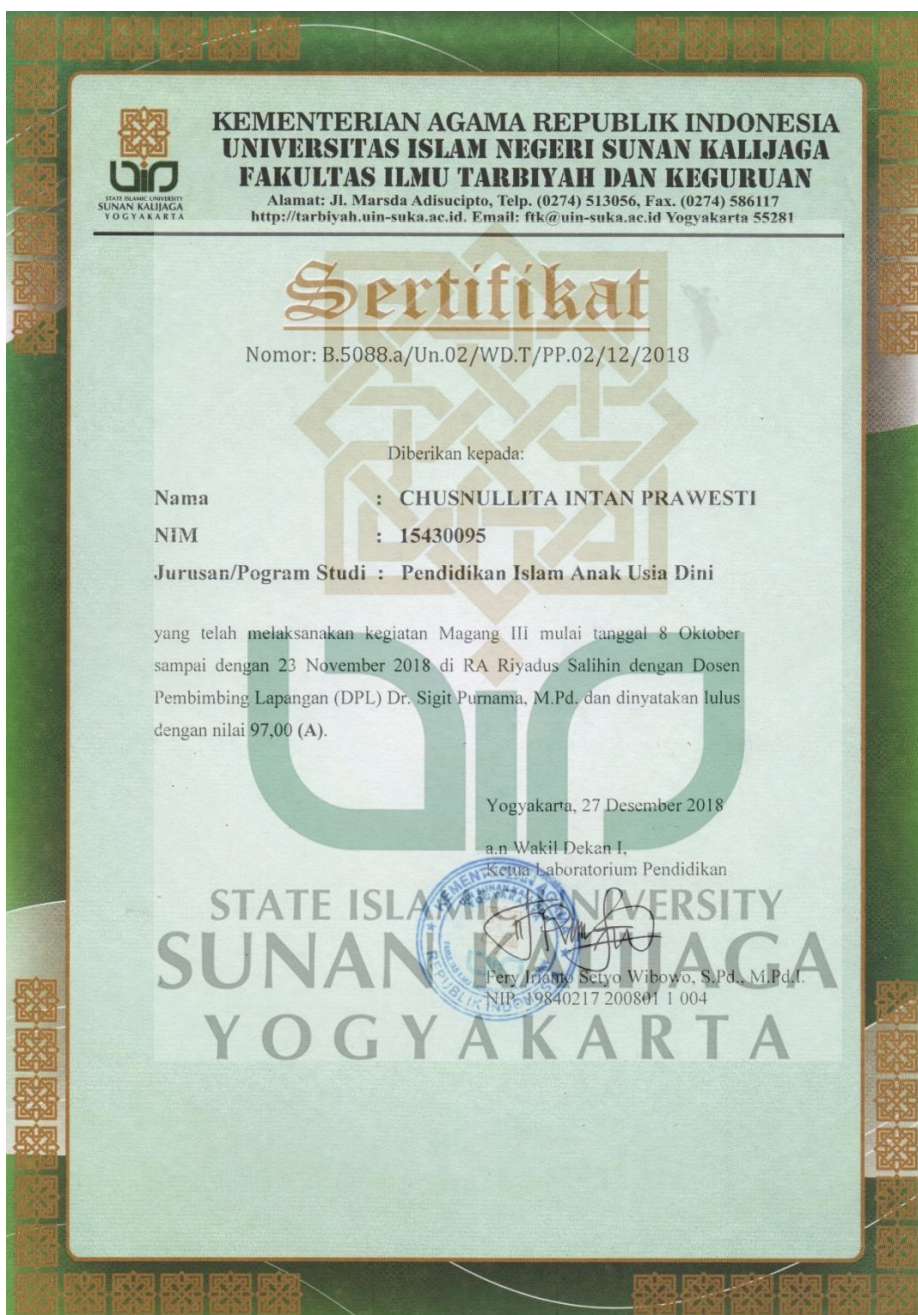 KEMENTERIAN AGAMA REPUBLIK INDONESIA
UNIVERSITAS ISLAM NEGERI SUNAN KALIJAGA
FAKULTAS ILMU TARBIYAH DAN KEGURUAN
Alamat: Jl. Marsda Adisucipto, Telp. (0274) 513056, Fax. (0274) 586117
http://tarbiyah.uin-suka.ac.id. Email: ftk@uin-suka.ac.id Yogyakarta 55281
STATE ISLAMIC UNIVERSITY
SUNAN KALIJAGA
YOGYAKARTA
Sertifikat
Nomor: B.5088.a/Un.02/WD.T/PP.02/12/2018
Diberikan kepada:
Nama : CHUSNULLITA INTAN PRAWESTI
NIM : 15430095
Jurusan/Pogram Studi : Pendidikan Islam Anak Usia Dini
yang telah melaksanakan kegiatan Magang III mulai tanggal 8 Oktober
sampai dengan 23 November 2018 di RA Riyadus Salihin dengan Dosen
Pembimbing Lapangan (DPL) Dr. Sigit Purnama, M.Pd. dan dinyatakan lulus
dengan nilai 97,00 (A).
Yogyakarta, 27 Desember 2018
a.n Wakil Dekan I,
Ketua Laboratorium Pendidikan
KEMENTERIAN AGAMA
REPUBLIK INDONESIA
Fery Irianto Setyo Wibowo, S.Pd., M.Pd.I.
NIP. 19840217 200801 1 004
STATE ISLAMIC UNIVERSITY
SUNAN KALIJAGA
YOGYAKARTA